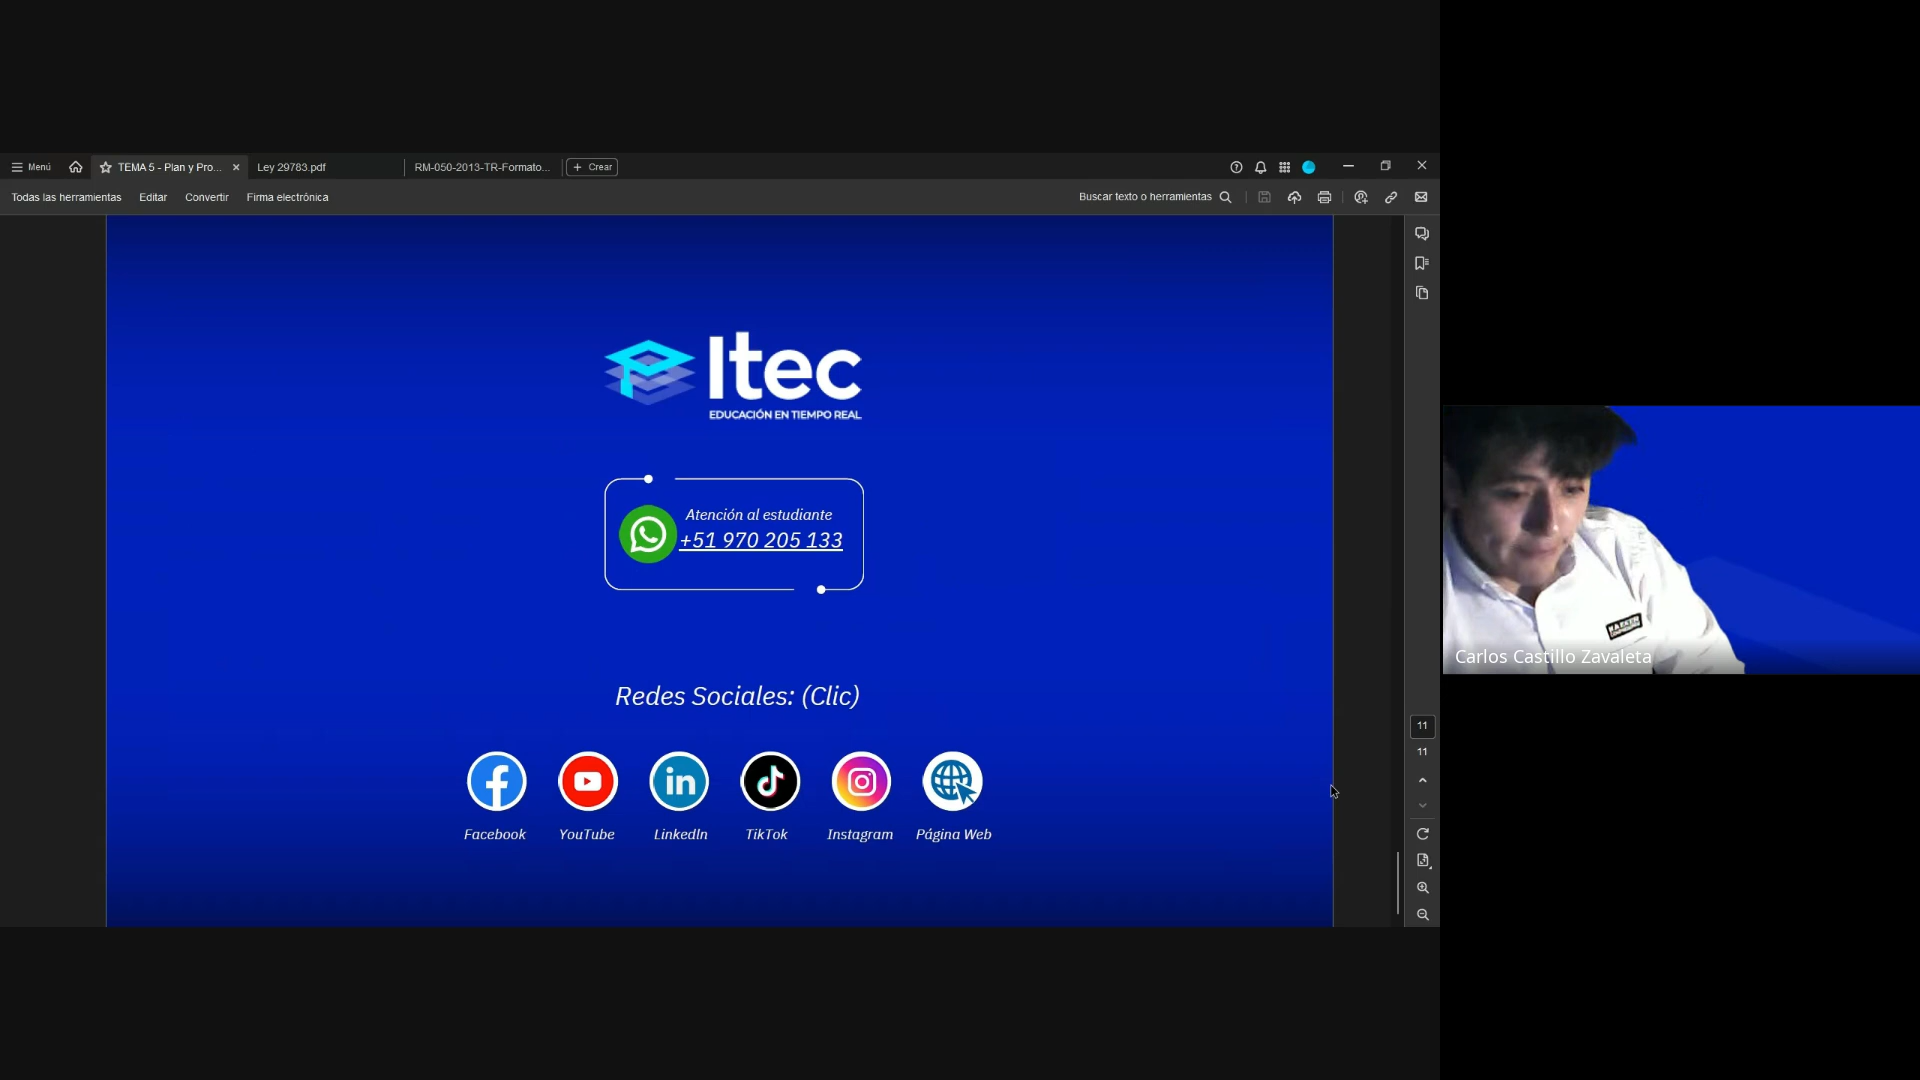 Menú
TEMA 5 - Plan y Pro...
Ley 29783.pdf
RM-050-2013-TR-Formato...
Crear
Todas las herramientas
Editar
Convertir
Firma electrónica
Buscar texto o herramientas
Itec
EDUCACIÓN EN TIEMPO REAL
Atención al estudiante
+51 970 205 133
Redes Sociales: (Clic)
Facebook
YouTube
LinkedIn
TikTok
Instagram
Página Web
11
11
Carlos Castillo Zavaleta